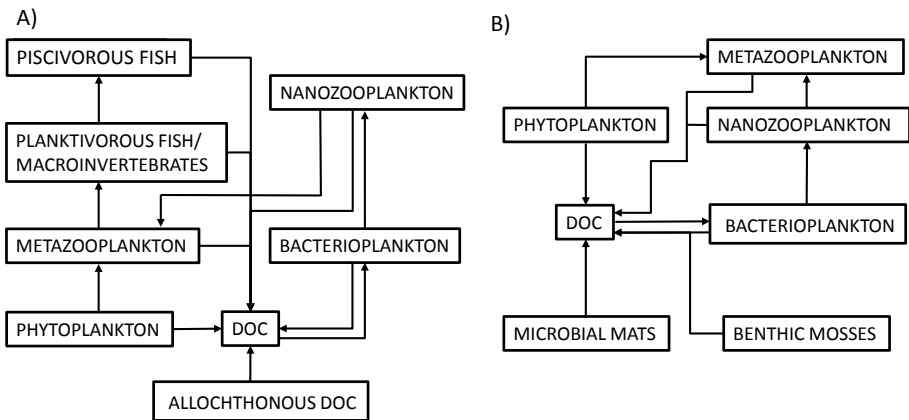 A)
PISCIVOROUS FISH
NANOZOOPLANKTON
PLANKTIVOROUS FISH/
MACROINVERTEBRATES
METAZOOPLANKTON
BACTERIOPLANKTON
PHYTOPLANKTON
DOC
ALLOCHTHONOUS DOC
B)
METAZOOPLANKTON
PHYTOPLANKTON
NANOZOOPLANKTON
DOC
BACTERIOPLANKTON
MICROBIAL MATS
BENTHIC MOSSES